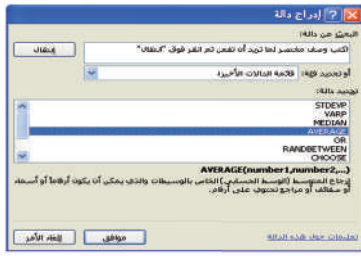 إدراج دالة
البحث عن دالة:
اكتب وصف مختصر لما تريد أن تفعل ثم انقر فوق "انتقال"
انتقال
أو تحديد فئة: قائمة الدالات الأخيرة
تحديد دالة:
STDEVP
VARP
MEDIAN
AVERAGE
OR
RANDBETWEEN
CHOOSE
AVERAGE(number1,number2,...)
إرجاع المتوسط (الوسط الحسابي) الخاص بالوسيطات والذي يمكن أن يكون أرقاماً أو أسماء
أو صفائف أو مراجع تحتوي على أرقام.
تعليمات حول هذه الدالة
موافق
إلغاء الأمر